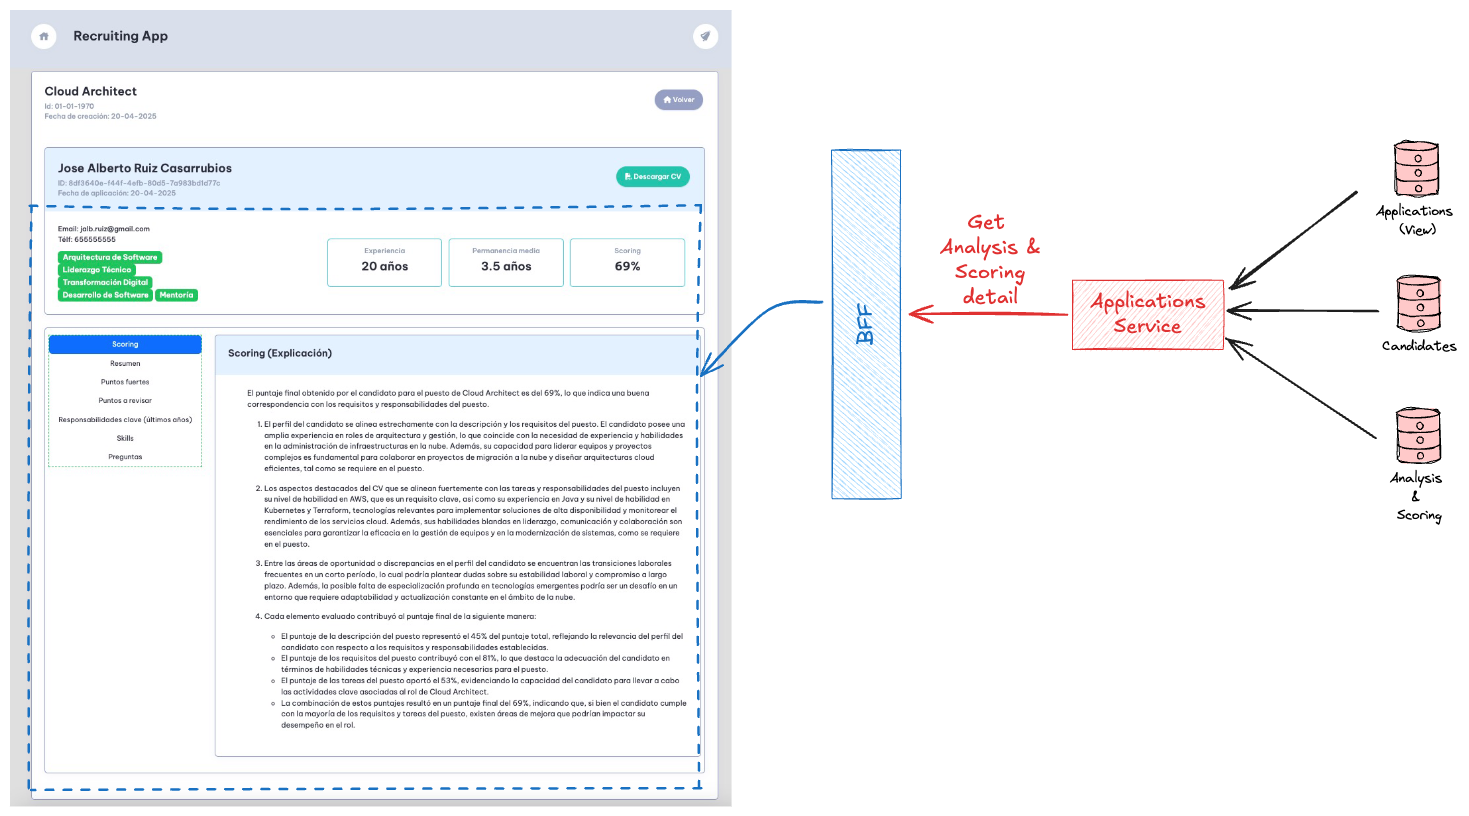 Recruiting App
Cloud Architect
Id: 01-01-1970
Fecha de creación: 20-04-2025
Volver
Jose Alberto Ruiz Casarrubios
ID: 8df3640e-f44f-4efb-80d5-7a983bd1d77c
Fecha de aplicación: 20-04-2025
Descargar CV
Email: jalb.ruiz@gmail.com
Télf: 655555555
Arquitectura de Software
Liderazgo Técnico
Transformación Digital
Desarrollo de Software Mentoría
Experiencia
20 años
Permanencia media
3.5 años
Scoring
69%
Scoring
Resumen
Puntos fuertes
Puntos a revisar
Responsabilidades clave (últimos años)
Skills
Preguntas
Scoring (Explicación)
El puntaje final obtenido por el candidato para el puesto de Cloud Architect es del 69%, lo que indica una buena
correspondencia con los requisitos y responsabilidades del puesto.
1. El perfil del candidato se alinea estrechamente con la descripción y los requisitos del puesto. El candidato posee una
amplia experiencia en roles de arquitectura y gestión, lo que coincide con la necesidad de experiencia y habilidades
en la administración de infraestructuras en la nube. Además, su capacidad para liderar equipos y proyectos
complejos es fundamental para colaborar en proyectos de migración a la nube y diseñar arquitecturas cloud
eficientes, tal como se requiere en el puesto.
2. Los aspectos destacados del CV que se alinean fuertemente con las tareas y responsabilidades del puesto incluyen
su nivel de habilidad en AWS, que es un requisito clave, así como su experiencia en Java y su nivel de habilidad en
Kubernetes y Terraform, tecnologías relevantes para implementar soluciones de alta disponibilidad y monitorear el
rendimiento de los servicios cloud. Además, sus habilidades blandas en liderazgo, comunicación y colaboración son
esenciales para garantizar la eficacia en la gestión de equipos y en la modernización de sistemas, como se requiere
en el puesto.
3. Entre las áreas de oportunidad o discrepancias en el perfil del candidato se encuentran las transiciones laborales
frecuentes en un corto período, lo cual podría plantear dudas sobre su estabilidad laboral y compromiso a largo
plazo. Además, la posible falta de especialización profunda en tecnologías emergentes podría ser un desafío en un
entorno que requiere adaptabilidad y actualización constante en el ámbito de la nube.
4. Cada elemento evaluado contribuyó al puntaje final de la siguiente manera:
El puntaje de la descripción del puesto representó el 45% del puntaje total, reflejando la relevancia del perfil del
candidato con respecto a los requisitos y responsabilidades establecidas.
El puntaje de los requisitos del puesto contribuyó con el 81%, lo que destaca la adecuación del candidato en
términos de habilidades técnicas y experiencia necesarias para el puesto.
El puntaje de las tareas del puesto aportó el 53%, evidenciando la capacidad del candidato para llevar a cabo
las actividades clave asociadas al rol de Cloud Architect.
La combinación de estos puntajes resultó en un puntaje final del 69%, indicando que, si bien el candidato cumple
con la mayoría de los requisitos y tareas del puesto, existen áreas de mejora que podrían impactar su
desempeño en el rol.
BFF
Get
Analysis &
Scoring
detail
Applications
Service
Applications
(View)
Candidates
Analysis
&
Scoring